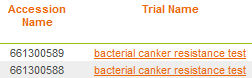 Accession Name Trial Name
661300589 bacterial canker resistance test
661300588 bacterial canker resistance test